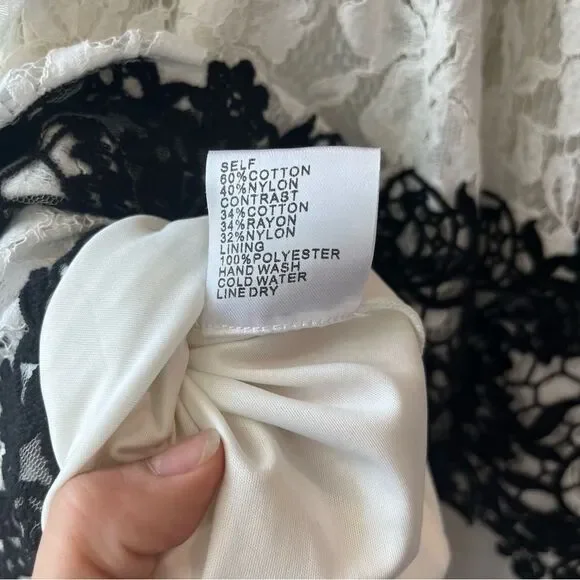 SELF
60%COTTON
40%NYLON
CONTRAST
34%COTTON
34%RAYON
32%NYLON
LINING
100%POLYESTER
HAND WASH
COLD WATER
LINE DRY